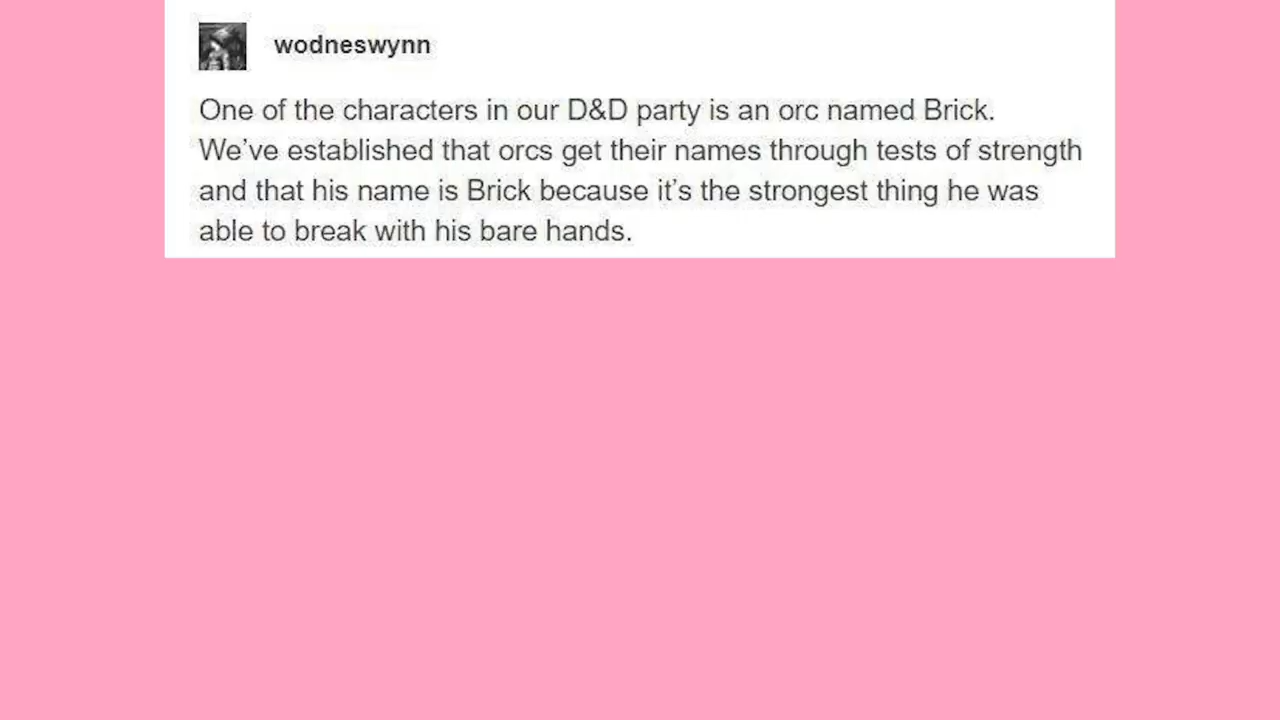 wodneswynn
One of the characters in our D&D party is an orc named Brick.
We’ve established that orcs get their names through tests of strength
and that his name is Brick because it’s the strongest thing he was
able to break with his bare hands.